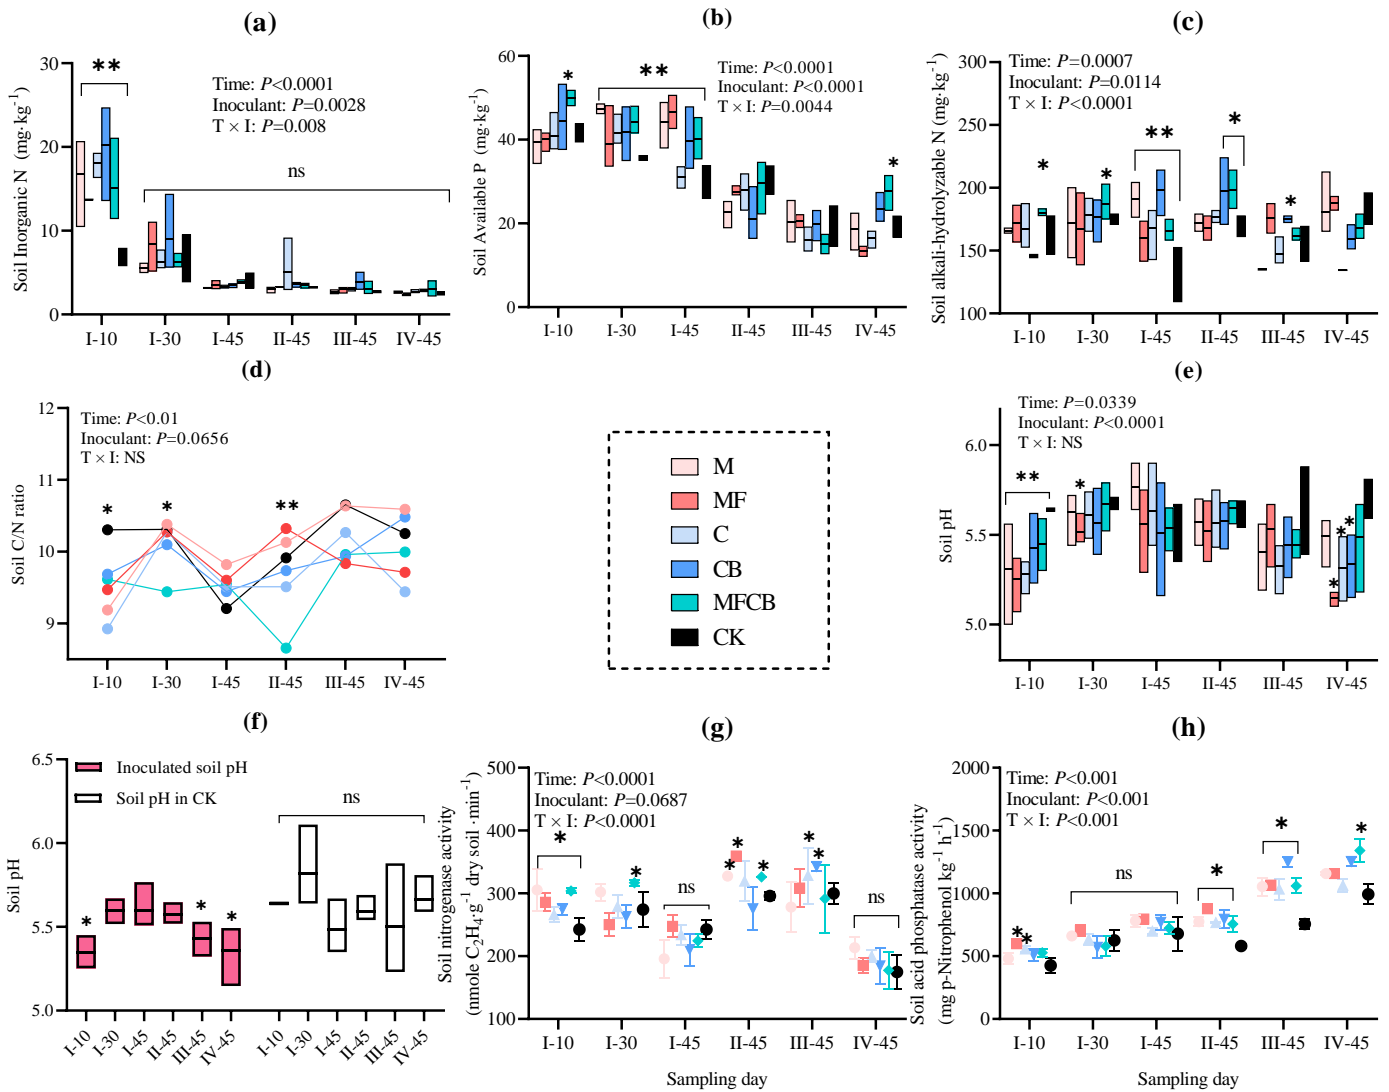 (a)
Soil Inorganic N (mg·kg⁻¹)
30
20
10
0
**
Time: P<0.0001
Inoculant: P=0.0028
T × I: P=0.008
ns
I-10 I-30 I-45 II-45 III-45 IV-45
(b)
Soil Available P (mg·kg⁻¹)
60
40
20
0
*
**
Time: P<0.0001
Inoculant: P<0.0001
T × I: P=0.0044
*
I-10 I-30 I-45 II-45 III-45 IV-45
(c)
Soil alkali-hydrolyzable N (mg·kg⁻¹)
300
250
200
150
100
Time: P=0.0007
Inoculant: P=0.0114
T × I: P<0.0001
* * ** * *
I-10 I-30 I-45 II-45 III-45 IV-45
(d)
Soil C/N ratio
12
11
10
9
Time: P<0.01
Inoculant: P=0.0656
T × I: NS
* * **
I-10 I-30 I-45 II-45 III-45 IV-45
M
MF
C
CB
MFCB
CK
(e)
Soil pH
6.0
5.5
5.0
Time: P=0.0339
Inoculant: P<0.0001
T × I: NS
** * * * *
I-10 I-30 I-45 II-45 III-45 IV-45
(f)
Soil pH
6.5
6.0
5.5
5.0
Inoculated soil pH
Soil pH in CK
ns
* * *
I-10 I-30 I-45 II-45 III-45 IV-45 I-10 I-30 I-45 II-45 III-45 IV-45
(g)
Soil nitrogenase activity
(nmole C₂H₄·g⁻¹ dry soil ·min⁻¹)
500
400
300
200
100
Time: P<0.0001
Inoculant: P=0.0687
T × I: P<0.0001
* * ns * * * * * ns
I-10 I-30 I-45 II-45 III-45 IV-45
Sampling day
(h)
Soil acid phosphatase activity
(mg p-Nitrophenol kg⁻¹ h⁻¹)
2000
1500
1000
500
0
Time: P<0.001
Inoculant: P<0.001
T × I: P<0.001
* * ns * * *
I-10 I-30 I-45 II-45 III-45 IV-45
Sampling day